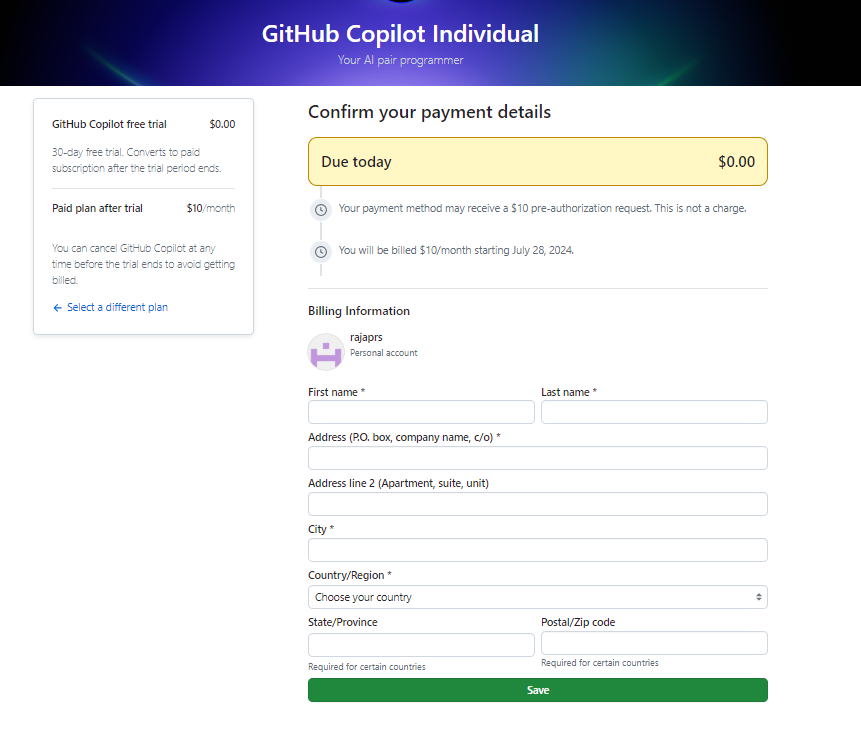 GitHub Copilot Individual
Your AI pair programmer
GitHub Copilot free trial $0.00
30-day free trial. Converts to paid
subscription after the trial period ends.
Paid plan after trial $10/month
You can cancel GitHub Copilot at any
time before the trial ends to avoid getting
billed.
← Select a different plan
Confirm your payment details
Due today $0.00
Your payment method may receive a $10 pre-authorization request. This is not a charge.
You will be billed $10/month starting July 28, 2024.
Billing Information
rajaprs
Personal account
First name * Last name *
Address (P.O. box, company name, c/o) *
Address line 2 (Apartment, suite, unit)
City *
Country/Region *
Choose your country
State/Province Postal/Zip code
Required for certain countries Required for certain countries
Save